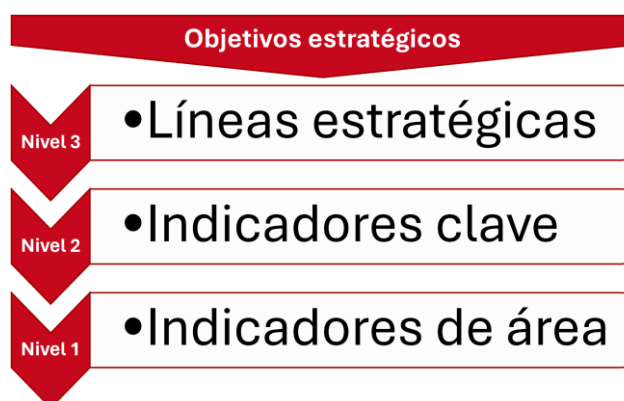 Objetivos estratégicos
Nivel 3
•Líneas estratégicas
Nivel 2
•Indicadores clave
Nivel 1
•Indicadores de área